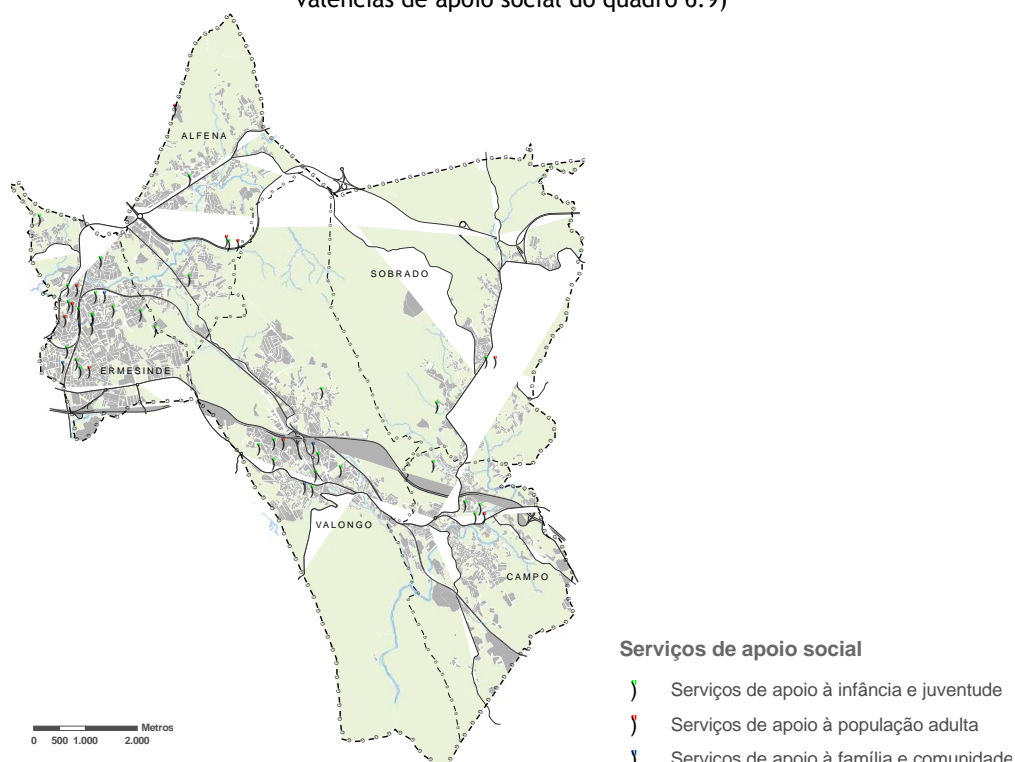 valências de apoio social do quadro 6.9)
ALFENA
SOBRADO
ERMESINDE
VALONGO
CAMPO
Serviços de apoio social
Serviços de apoio à infância e juventude
Serviços de apoio à população adulta
Serviços de apoio à família e comunidade
Metros
0 500 1.000 2.000